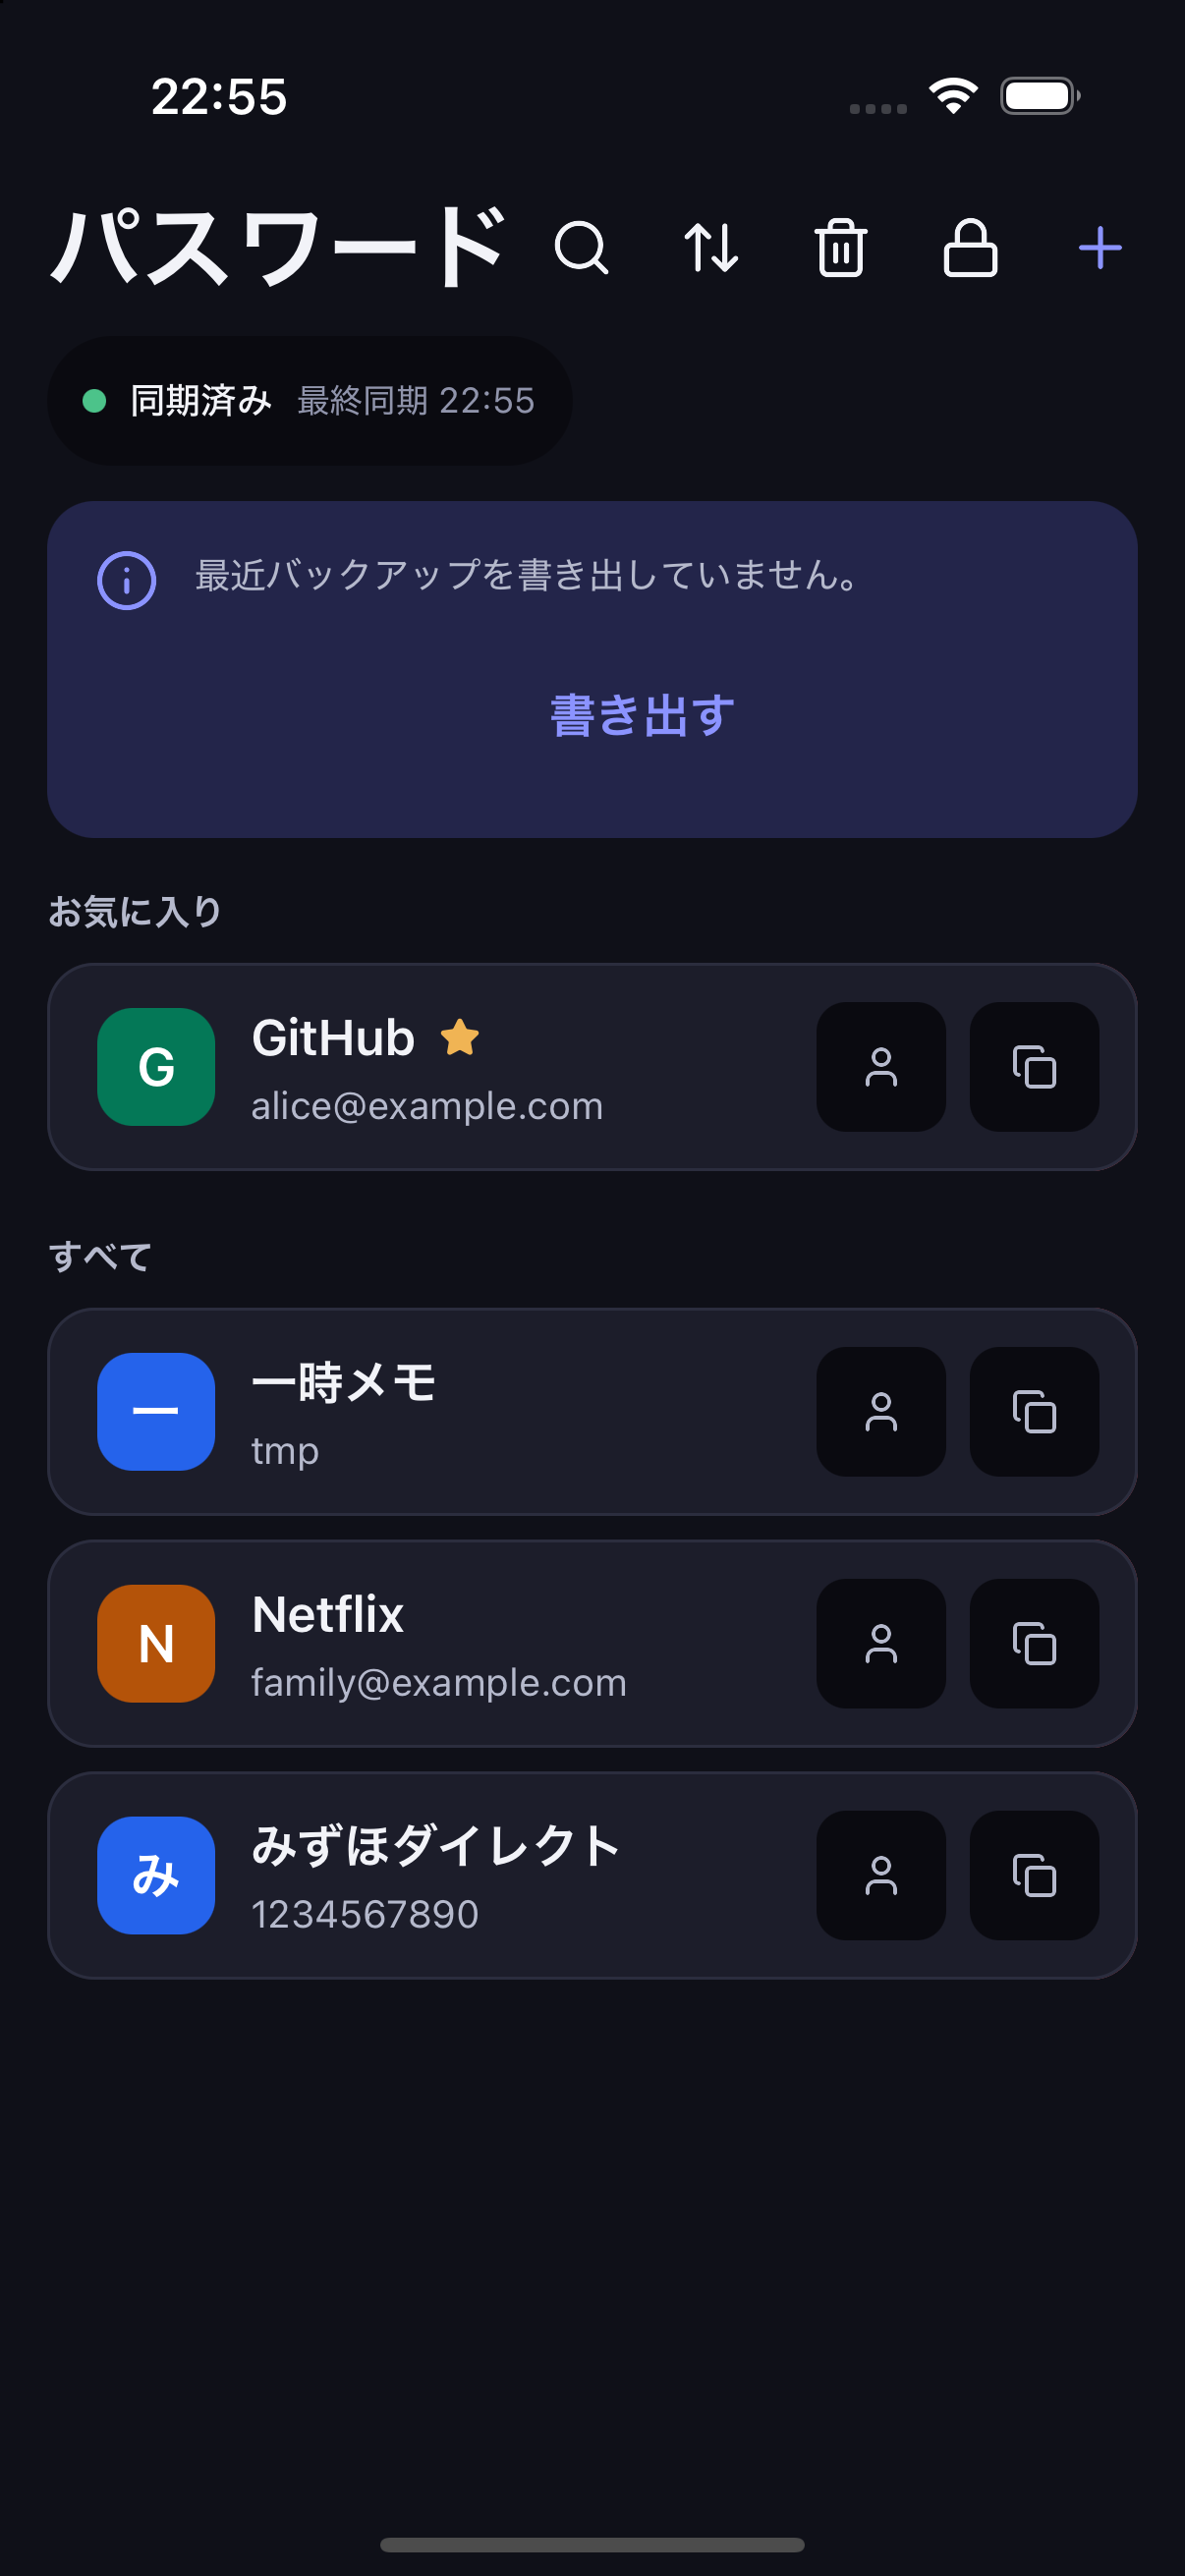 22:55
パスワード
同期済み 最終同期 22:55
最近バックアップを書き出していません。
書き出す
お気に入り
G
GitHub
alice@example.com
すべて
一
一時メモ
tmp
N
Netflix
family@example.com
み
みずほダイレクト
1234567890